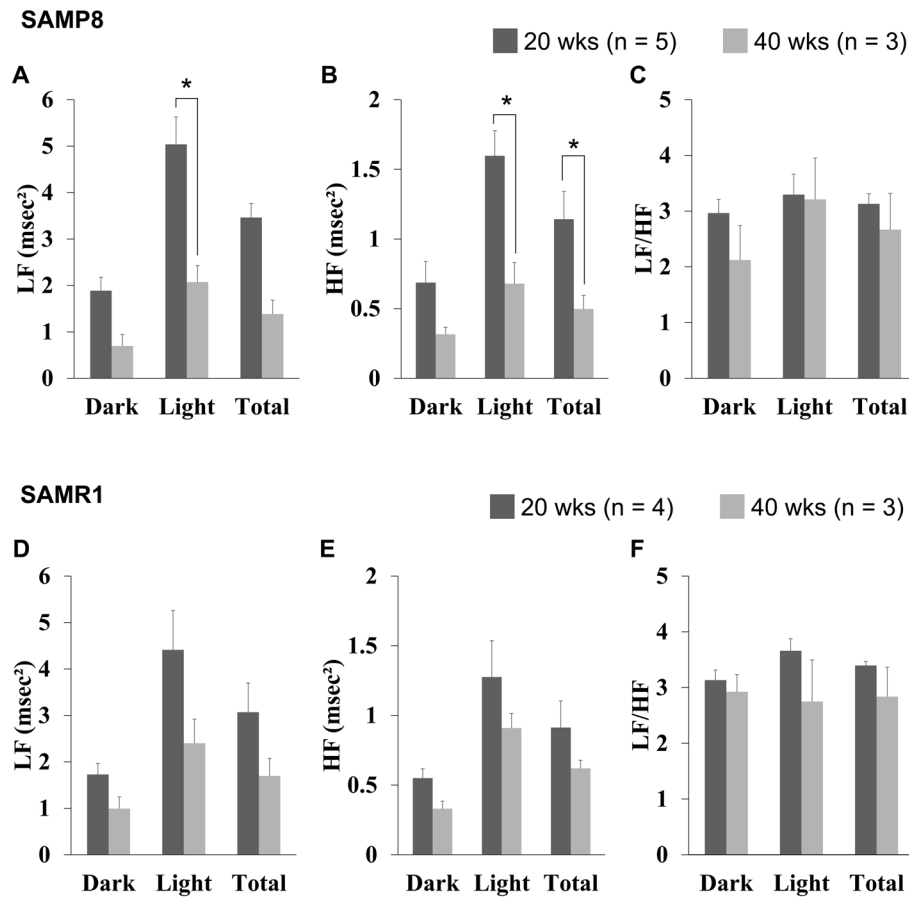 SAMP8
20 wks (n = 5) 40 wks (n = 3)
A
LF (msec²)
6
5
4
3
2
1
0
*
Dark Light Total
B
HF (msec²)
2
1.5
1
0.5
0
*
*
Dark Light Total
C
LF/HF
5
4
3
2
1
0
Dark Light Total
SAMR1
20 wks (n = 4) 40 wks (n = 3)
D
LF (msec²)
6
5
4
3
2
1
0
Dark Light Total
E
HF (msec²)
2
1.5
1
0.5
0
Dark Light Total
F
LF/HF
5
4
3
3
2
1
0
Dark Light Total